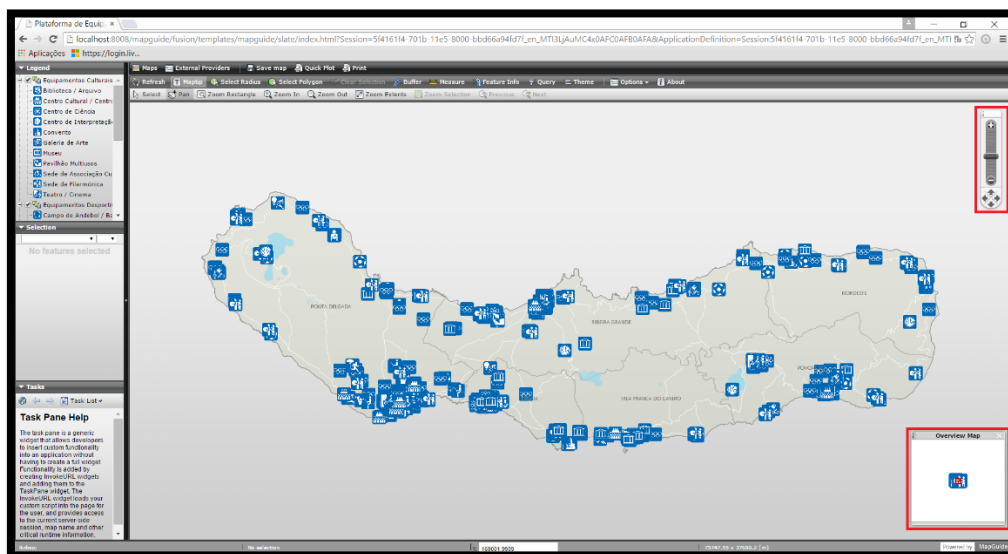 Plataforma de Equip
localhost:8008/mapguide/fusion/templates/mapguide/slate/index.html?Session=5f4161f4-701b-11e5-8000-bbd66a94fd7f_en_MTI3LjAuMC4x0AFC0AFB0AFA&ApplicationDefinition=Session:5f4161f4-701b-11e5-8000-bbd66a94fd7f_en_MTI
Aplicações https://login.liv...
Legend
Equipamentos Culturais
Biblioteca / Arquivo
Centro Cultural / Centr
Centro de Ciência
Centro de Interpretaçã
Convento
Galeria de Arte
Museu
Pavilhão Multiusos
Sede de Associação Cu
Sede de Filarmónica
Teatro / Cinema
Equipamentos Desporti
Campo de Andebol / Ba
Maps External Providers Save map Quick Plot Print
Refresh Maptip Select Radius Select Polygon Clear Selection Buffer Measure Feature Info Query Theme Options About
Select Pan Zoom Rectangle Zoom In Zoom Out Zoom Extents Zoom Selection Previous Next
Selection
No features selected
PONTA DELGADA
RIBEIRA GRANDE
NORDESTE
VILA FRANCA DO CAMPO
Tasks
Task List
Task Pane Help
The task pane is a generic
widget that allows developers
to insert custom functionality
into an application without
having to create a full widget.
Functionality is added by
creating InvokeURL widgets
and adding them to the
TaskPane widget. The
InvokeURL widget loads your
custom script into the page for
the user, and provides access
to the current server-side
session, map name and other
critical runtime information.
Overview Map
No selection
Powered by MapGuide